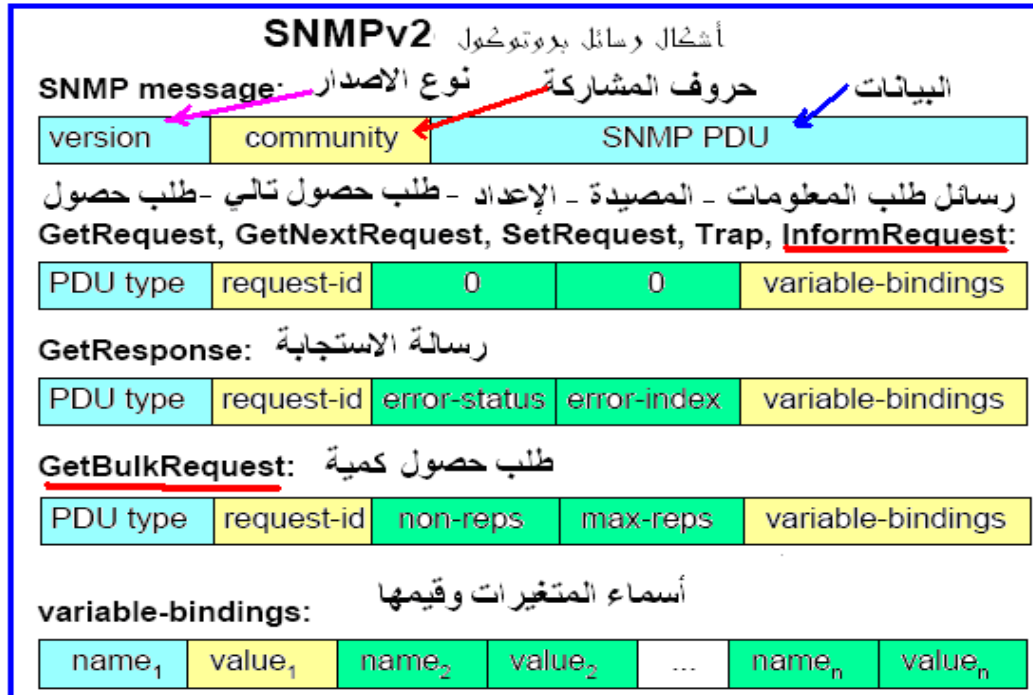 أشكال رسائل بروتوكول SNMPv2
SNMP message: نوع الاصدار حروف المشاركة البيانات
version community SNMP PDU
رسائل طلب المعلومات - المصيدة - الإعداد - طلب حصول تالي - طلب حصول
GetRequest, GetNextRequest, SetRequest, Trap, InformRequest:
PDU type request-id 0 0 variable-bindings
GetResponse: رسالة الاستجابة
PDU type request-id error-status error-index variable-bindings
GetBulkRequest: طلب حصول كمية
PDU type request-id non-reps max-reps variable-bindings
variable-bindings: أسماء المتغيرات وقيمها
name₁ value₁ name₂ value₂ ... nameₙ valueₙ